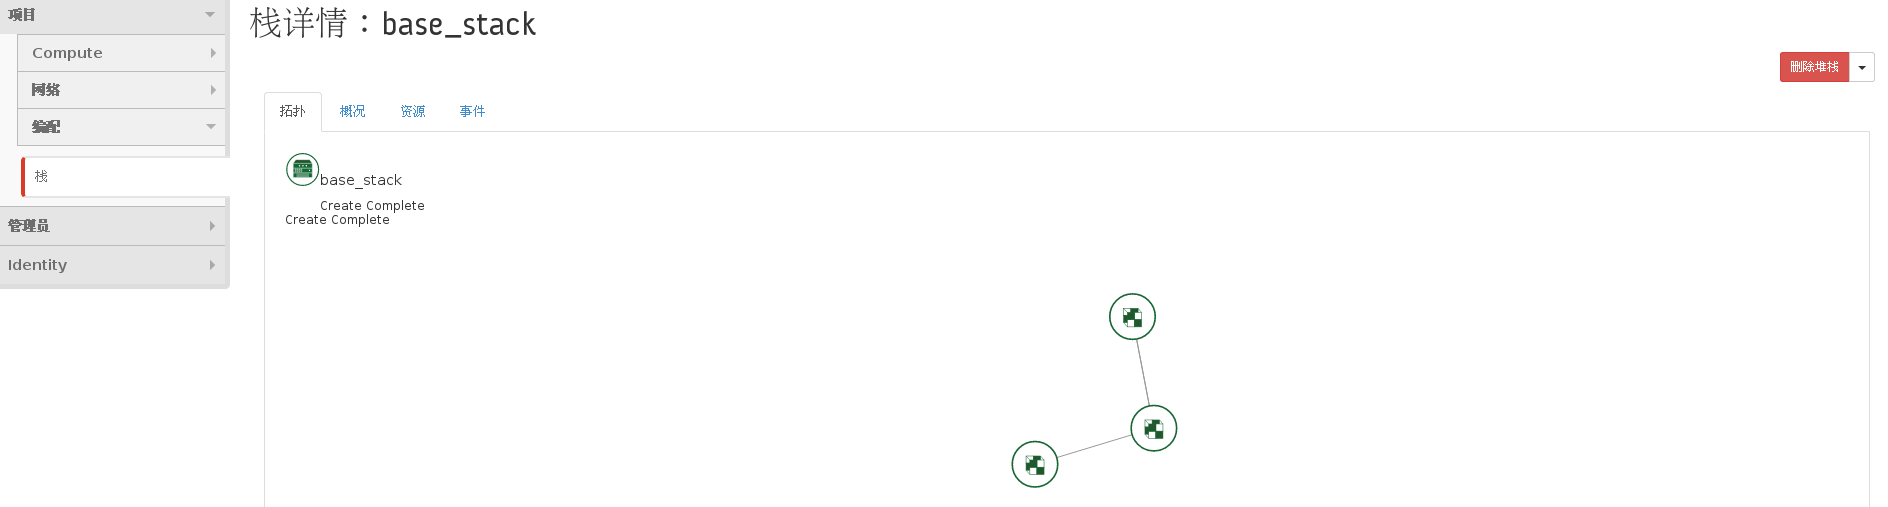 项目
Compute
网络
编配
栈
管理员
Identity
栈详情：base_stack
删除堆栈
拓扑 概况 资源 事件
base_stack
Create Complete
Create Complete